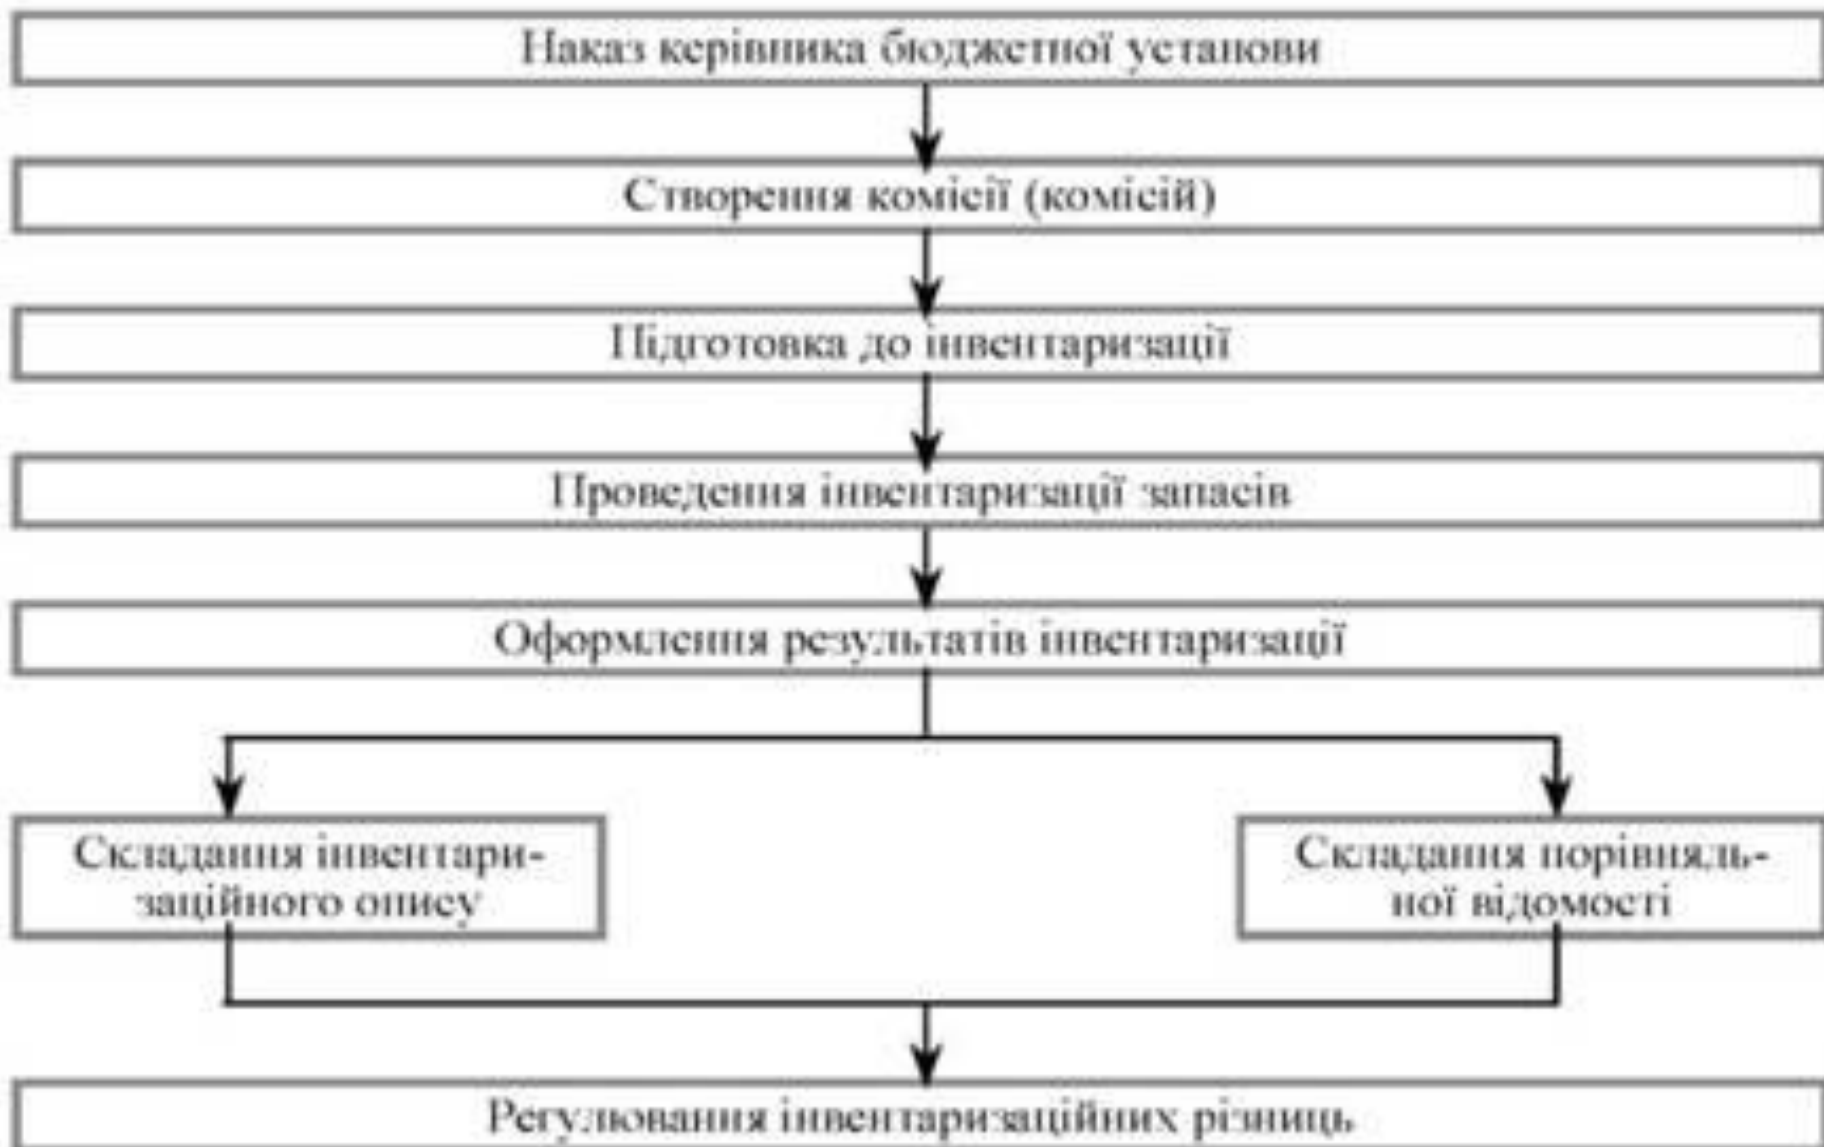 Наказ керівника бюджетної установи
Створення комісії (комісій)
Підготовка до інвентаризації
Проведення інвентаризації запасів
Оформлення результатів інвентаризації
Складання інвентари-
заційного опису
Складання порівняль-
ної відомості
Регулювання інвентаризаційних різниць